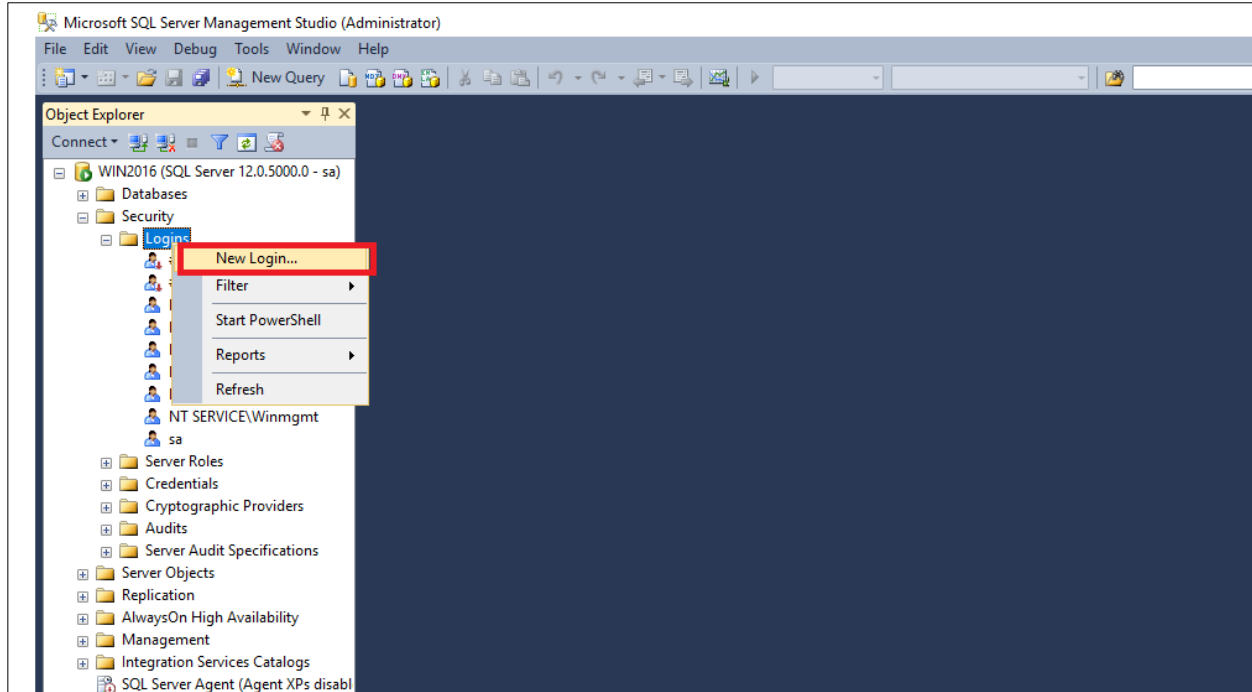 Microsoft SQL Server Management Studio (Administrator)
File Edit View Debug Tools Window Help
New Query
Object Explorer
Connect
WIN2016 (SQL Server 12.0.5000.0 - sa)
Databases
Security
Logins
New Login...
Filter
Start PowerShell
Reports
Refresh
NT SERVICE\Winmgmt
sa
Server Roles
Credentials
Cryptographic Providers
Audits
Server Audit Specifications
Server Objects
Replication
AlwaysOn High Availability
Management
Integration Services Catalogs
SQL Server Agent (Agent XPs disabl